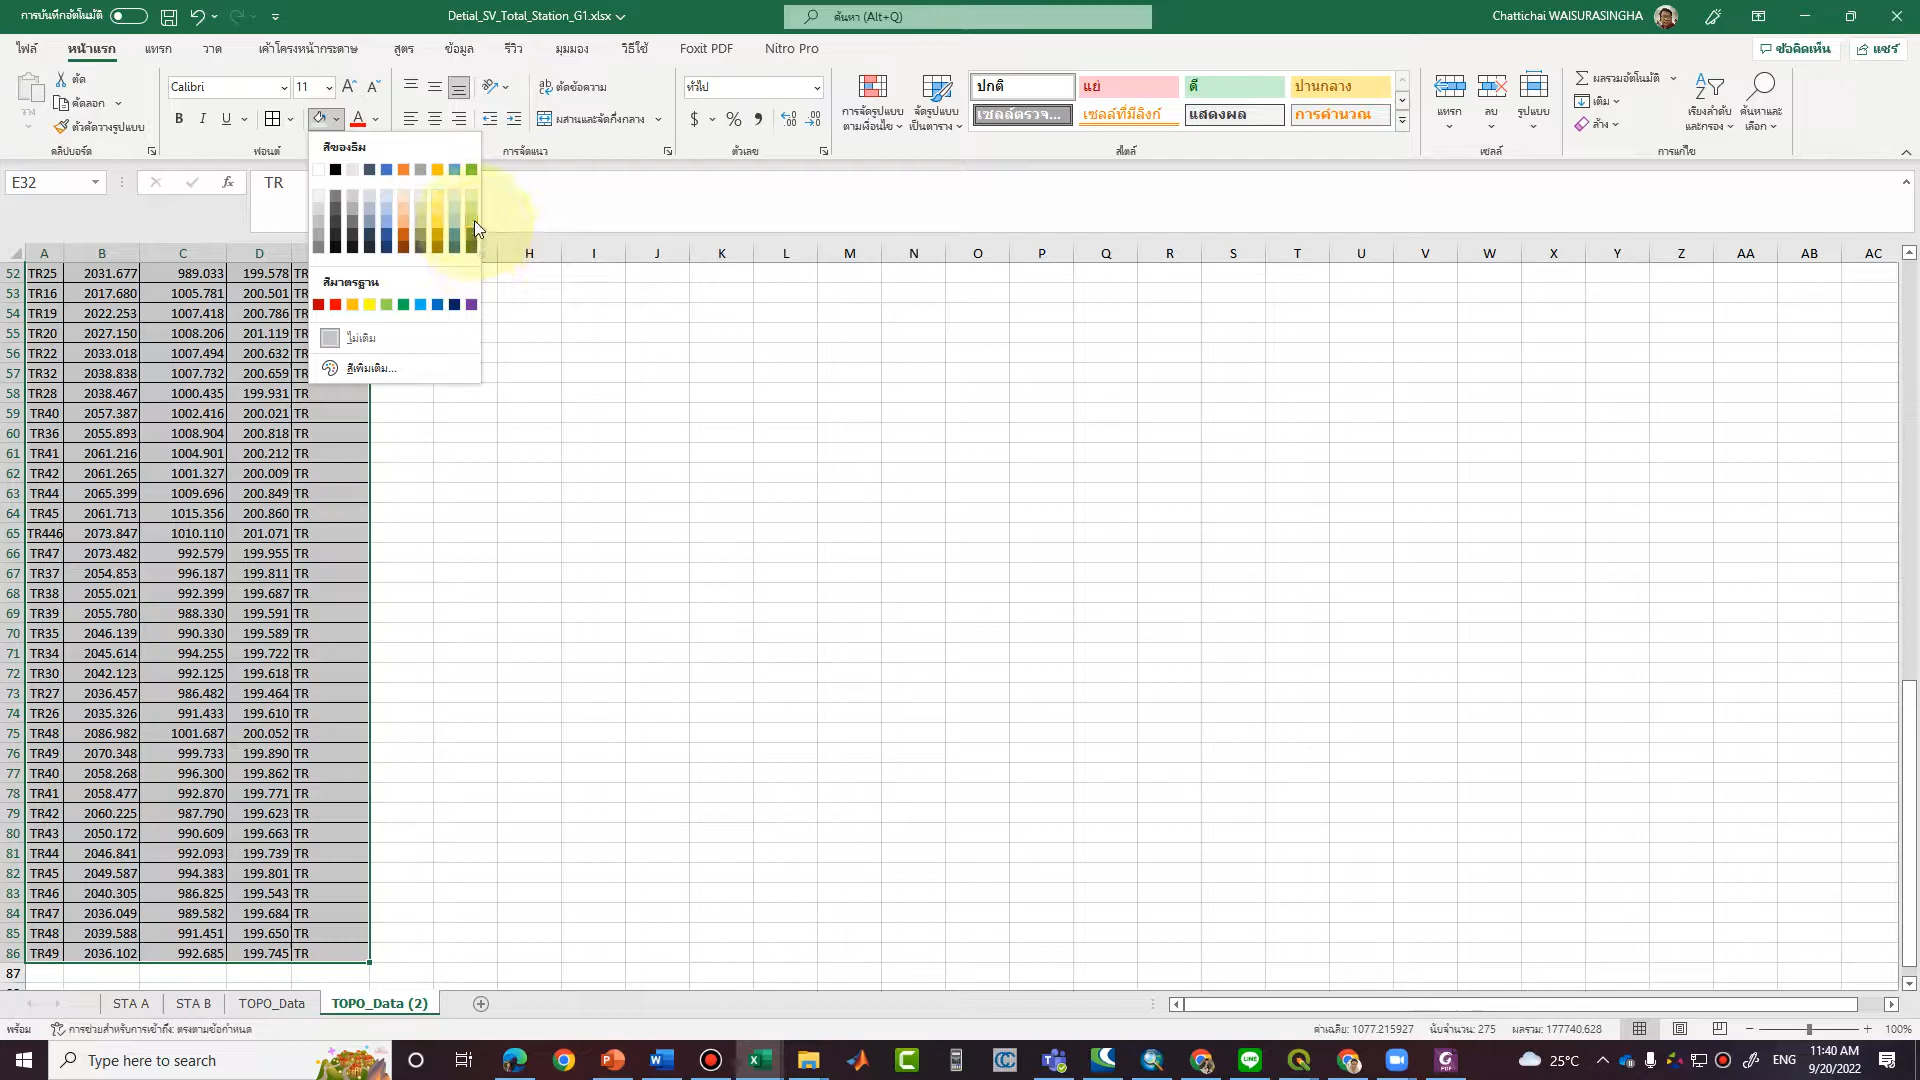 การบันทึกอัตโนมัติ
Detial_SV_Total_Station_G1.xlsx
ค้นหา (Alt+Q)
Chattichai WAISURASINGHA
ไฟล์ หน้าแรก แทรก วาด เค้าโครงหน้ากระดาษ สูตร ข้อมูล รีวิว มุมมอง วิธีใช้ Foxit PDF Nitro Pro
ข้อคิดเห็น แชร์
วาง
ตัด
คัดลอก
ตัวคัดวางรูปแบบ
คลิปบอร์ด
Calibri 11
B I U
ฟอนต์
ตัดข้อความ
ผสานและจัดกึ่งกลาง
การจัดแนว
ทั่วไป
$ %
ตัวเลข
การจัดรูปแบบตามเงื่อนไข
จัดรูปแบบเป็นตาราง
ปกติ แย่ ดี ปานกลาง
เซลล์ตรวจ... เซลล์ที่มีลิงก์ แสดงผล การคำนวณ
สไตล์
แทรก ลบ รูปแบบ
เซลล์
ผลรวมอัตโนมัติ
เติม
ล้าง
เรียงลำดับและกรอง
ค้นหาและเลือก
การแก้ไข
สีของธีม
สีมาตรฐาน
ไม่เติม
สีเพิ่มเติม...
E32
fx
TR
A B C D H I J K L M N O P Q R S T U V W X Y Z AA AB AC
52 TR25 2031.677 989.033 199.578 TR
53 TR16 2017.680 1005.781 200.501
54 TR19 2022.253 1007.418 200.786
55 TR20 2027.150 1008.206 201.119
56 TR22 2033.018 1007.494 200.632
57 TR32 2038.838 1007.732 200.659
58 TR28 2038.467 1000.435 199.931 TR
59 TR40 2057.387 1002.416 200.021 TR
60 TR36 2055.893 1008.904 200.818 TR
61 TR41 2061.216 1004.901 200.212 TR
62 TR42 2061.265 1001.327 200.009 TR
63 TR44 2065.399 1009.696 200.849 TR
64 TR45 2061.713 1015.356 200.860 TR
65 TR446 2073.847 1010.110 201.071 TR
66 TR47 2073.482 992.579 199.955 TR
67 TR37 2054.853 996.187 199.811 TR
68 TR38 2055.021 992.399 199.687 TR
69 TR39 2055.780 988.330 199.591 TR
70 TR35 2046.139 990.330 199.589 TR
71 TR34 2045.614 994.255 199.722 TR
72 TR30 2042.123 992.125 199.618 TR
73 TR27 2036.457 986.482 199.464 TR
74 TR26 2035.326 991.433 199.610 TR
75 TR48 2086.982 1001.687 200.052 TR
76 TR49 2070.348 999.733 199.890 TR
77 TR40 2058.268 996.300 199.862 TR
78 TR41 2058.477 992.870 199.771 TR
79 TR42 2060.225 987.790 199.623 TR
80 TR43 2050.172 990.609 199.663 TR
81 TR44 2046.841 992.093 199.739 TR
82 TR45 2049.587 994.383 199.801 TR
83 TR46 2040.305 986.825 199.543 TR
84 TR47 2036.049 989.582 199.684 TR
85 TR48 2039.588 991.451 199.650 TR
86 TR49 2036.102 992.685 199.745 TR
87
STA A STA B TOPO_Data TOPO_Data (2)
พร้อม การช่วยสำหรับการเข้าถึง: ตรงตามข้อกำหนด
ค่าเฉลี่ย: 1077.215927 นับจำนวน: 275 ผลรวม: 177740.628 100%
Type here to search
25°C ENG 11:40 AM
9/20/2022